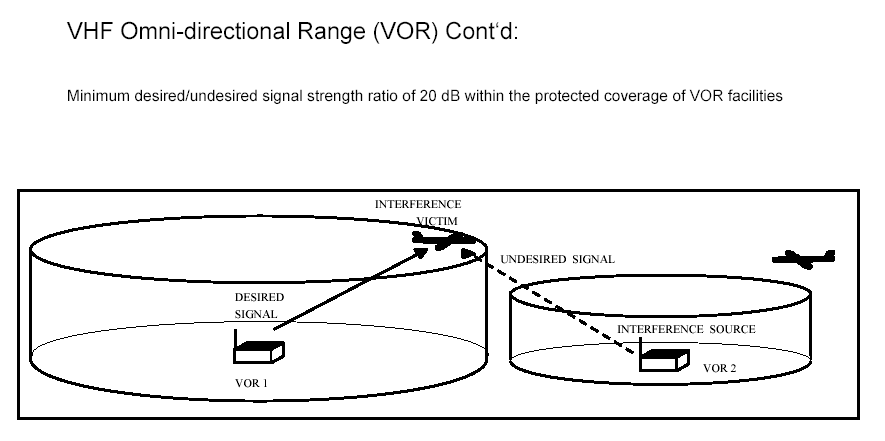 VHF Omni-directional Range (VOR) Cont‘d:
Minimum desired/undesired signal strength ratio of 20 dB within the protected coverage of VOR facilities
INTERFERENCE
VICTIM
UNDESIRED SIGNAL
DESIRED
SIGNAL
INTERFERENCE SOURCE
VOR 1
VOR 2